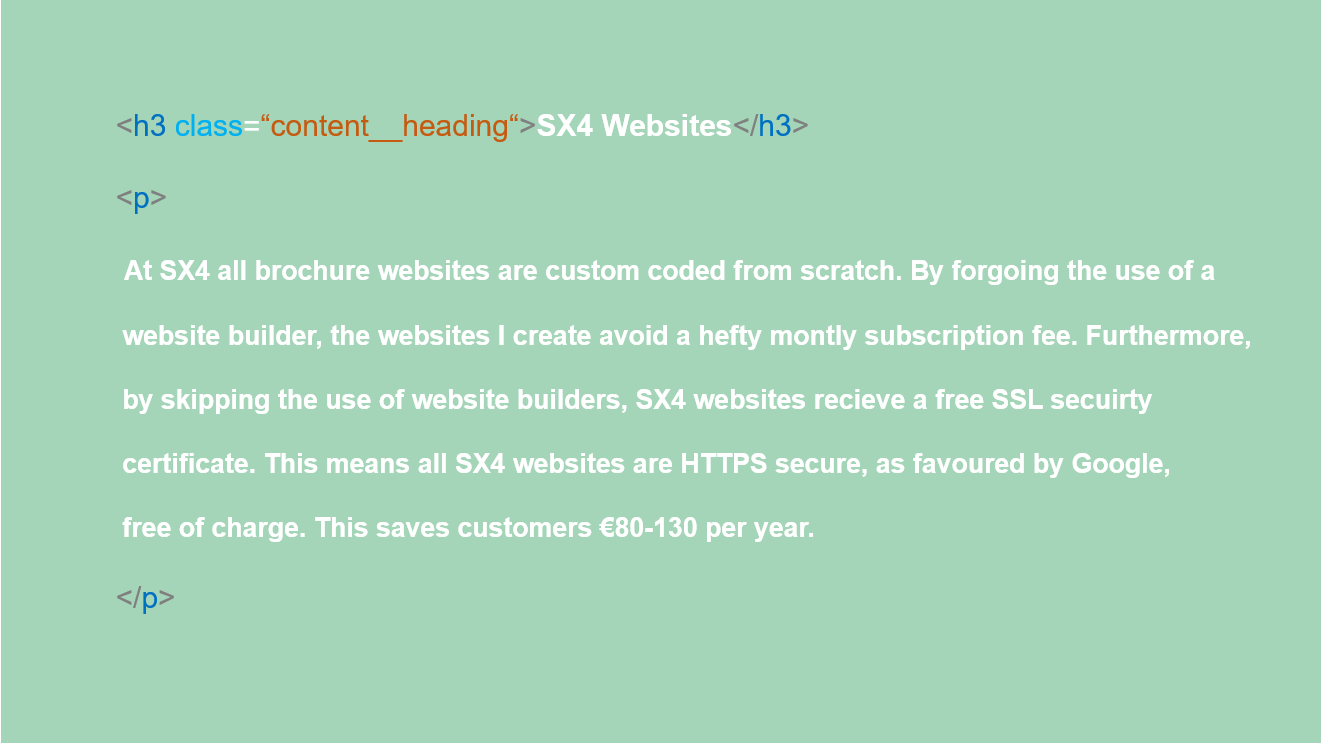 <h3 class=“content__heading“>SX4 Websites</h3>
<p>
At SX4 all brochure websites are custom coded from scratch. By forgoing the use of a
website builder, the websites I create avoid a hefty montly subscription fee. Furthermore,
by skipping the use of website builders, SX4 websites recieve a free SSL secuirty
certificate. This means all SX4 websites are HTTPS secure, as favoured by Google,
free of charge. This saves customers €80-130 per year.
</p>